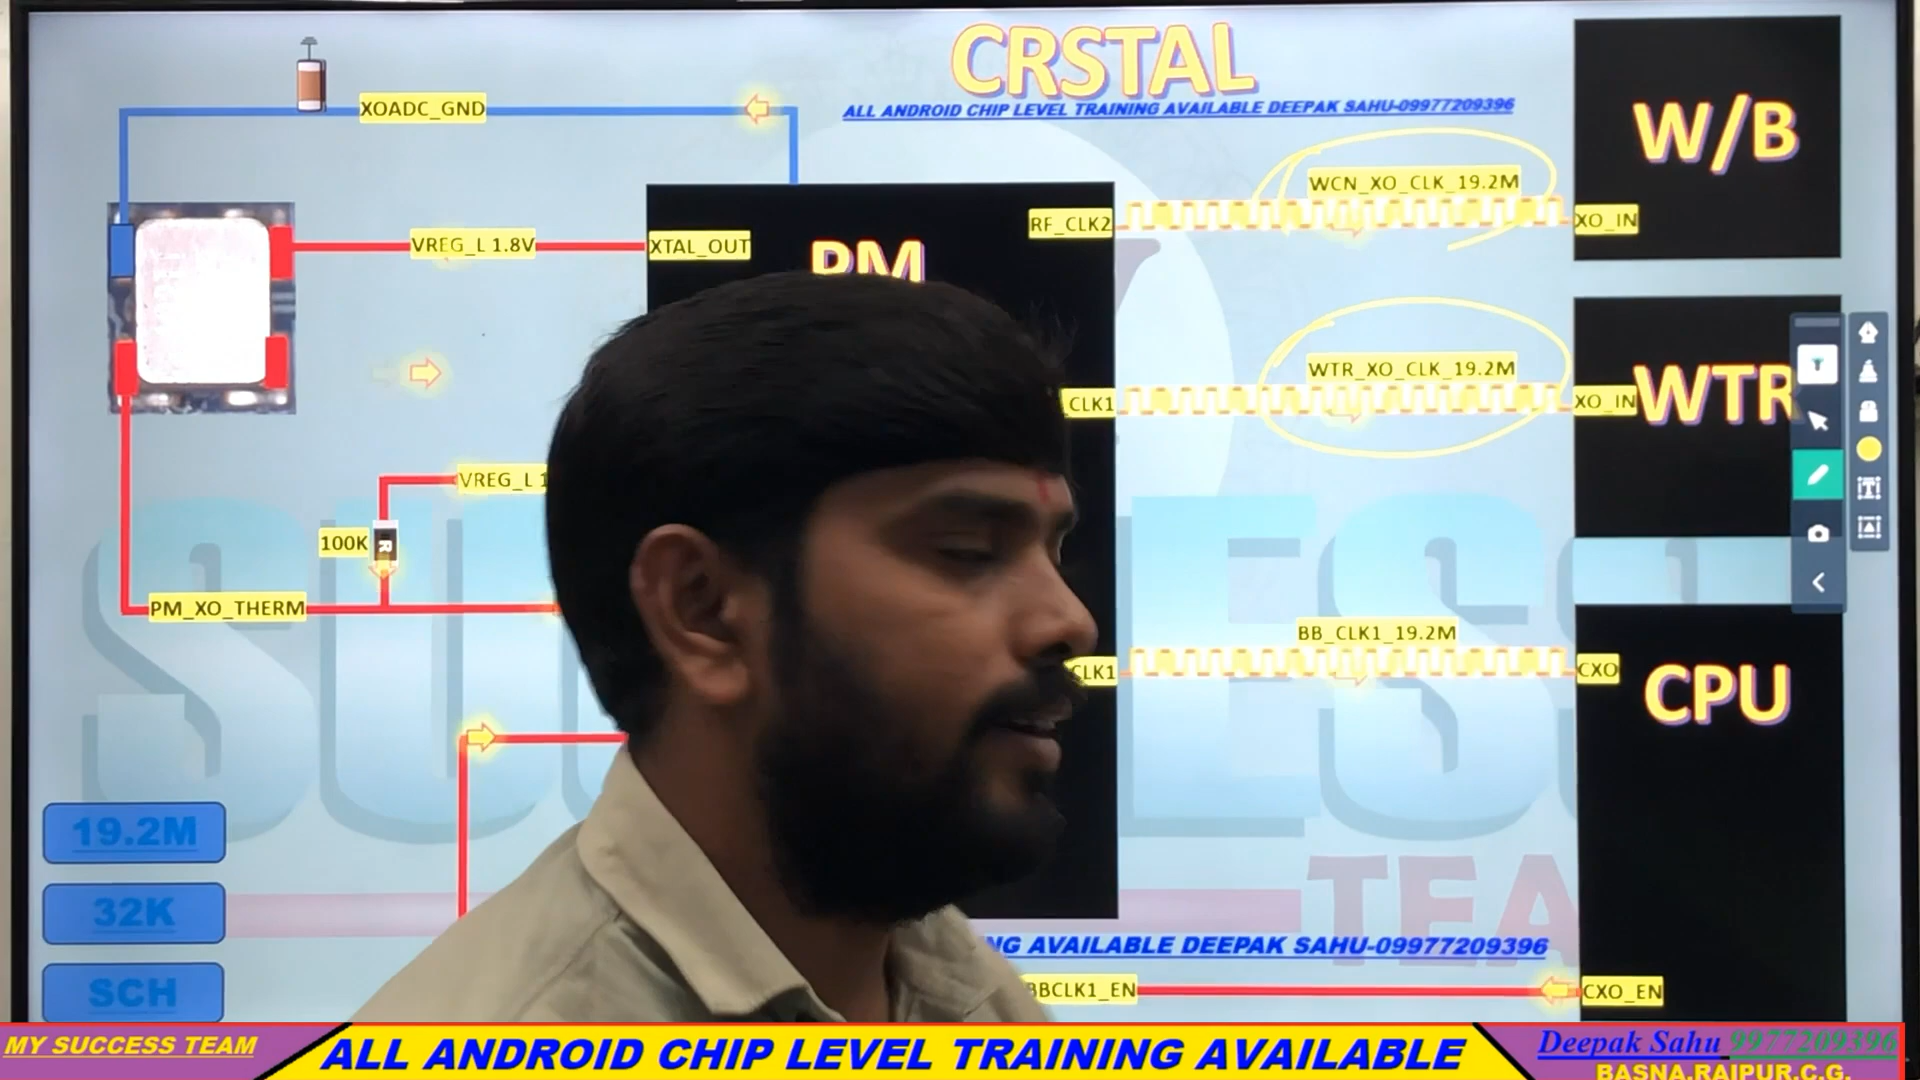 CRSTAL
ALL ANDROID CHIP LEVEL TRAINING AVAILABLE DEEPAK SAHU-09977209396
XOADC_GND
W/B
WCN_XO_CLK_19.2M
RF_CLK2
XO_IN
VREG_L 1.8V
XTAL_OUT
PM
WTR_XO_CLK_19.2M
CLK1
XO_IN
WTR
VREG_L 1
100K
R
PM_XO_THERM
BB_CLK1_19.2M
CLK1
CXO
CPU
19.2M
32K
SCH
TEA
NG AVAILABLE DEEPAK SAHU-09977209396
BBCLK1_EN
CXO_EN
MY SUCCESS TEAM
ALL ANDROID CHIP LEVEL TRAINING AVAILABLE
Deepak Sahu 9977209396
BASNA,RAIPUR,C.G.